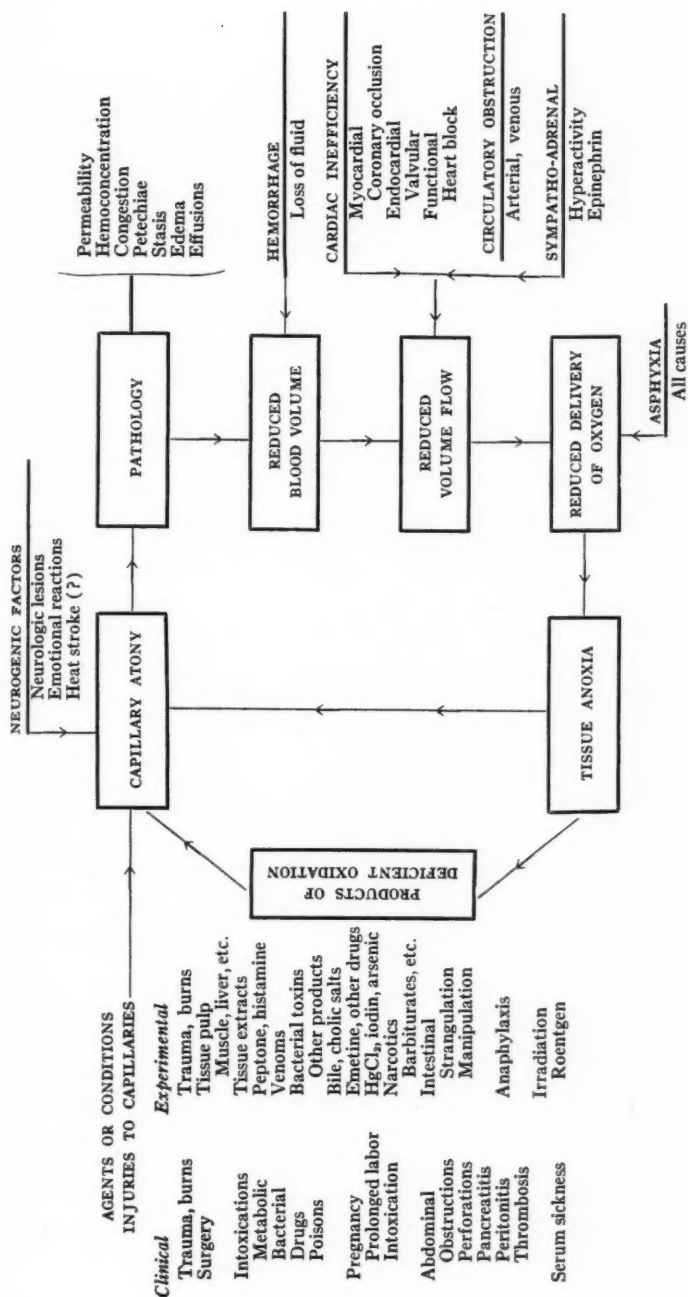 AGENTS OR CONDITIONS
INJURIES TO CAPILLARIES
Clinical
Trauma, burns
Surgery
Intoxications
Metabolic
Bacterial
Drugs
Poisons
Pregnancy
Prolonged labor
Intoxication
Abdominal
Obstructions
Perforations
Pancreatitis
Peritonitis
Thrombosis
Serum sickness
Experimental
Trauma, burns
Tissue pulp
Muscle, liver, etc.
Tissue extracts
Peptone, histamine
Venoms
Bacterial toxins
Other products
Bile, cholic salts
Emetine, other drugs
HgCl₂, iodin, arsenic
Narcotics
Barbiturates, etc.
Intestinal
Strangulation
Manipulation
Anaphylaxis
Irradiation
Roentgen
NEUROGENIC FACTORS
Neurologic lesions
Emotional reactions
Heat stroke (?)
CAPILLARY ATONY
PRODUCTS OF
DEFICIENT OXIDATION
TISSUE ANOXIA
PATHOLOGY
Permeability
Hemoconcentration
Congestion
Petechiae
Stasis
Edema
Effusions
REDUCED
BLOOD VOLUME
HEMORRHAGE
Loss of fluid
REDUCED
VOLUME FLOW
CARDIAC INEFFICIENCY
Myocardial
Coronary occlusion
Endocardial
Valvular
Functional
Heart block
CIRCULATORY OBSTRUCTION
Arterial, venous
SYMPATHO-ADRENAL
Hyperactivity
Epinephrin
REDUCED DELIVERY
OF OXYGEN
ASPHYXIA
All causes